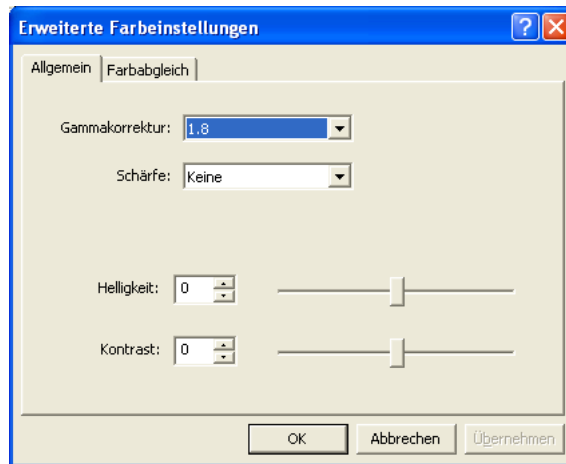 Erweiterte Farbeinstellungen
Allgemein Farbabgleich
Gammakorrektur: 1.8
Schärfe: Keine
Helligkeit: 0
Kontrast: 0
OK Abbrechen Übernehmen